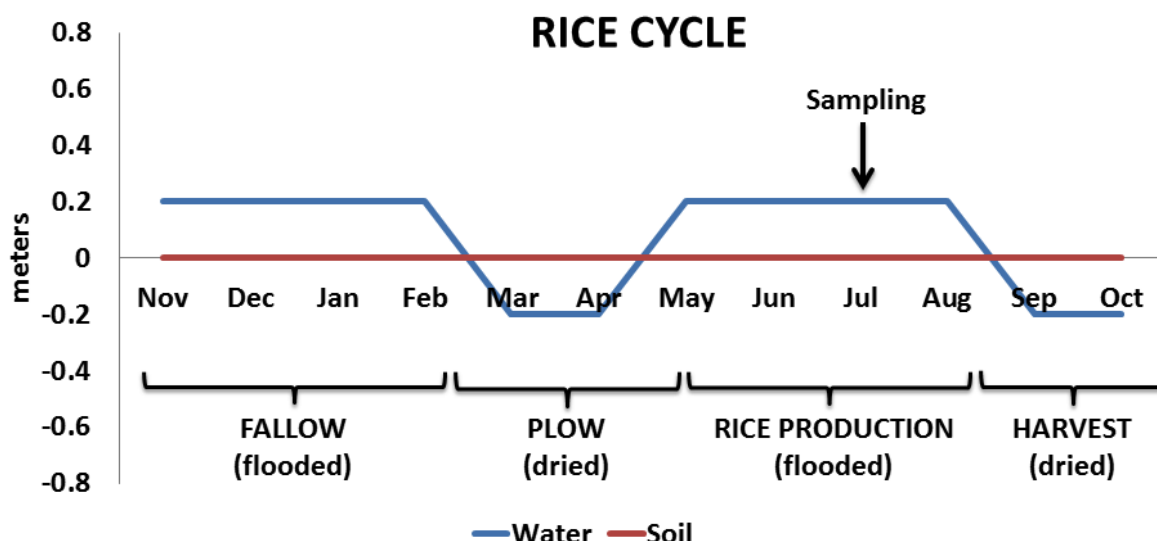 RICE CYCLE
0.8
0.6
0.4
0.2
0
-0.2
-0.4
-0.6
-0.8
meters
Sampling
Nov Dec Jan Feb Mar Apr May Jun Jul Aug Sep Oct
FALLOW
(flooded)
PLOW
(dried)
RICE PRODUCTION
(flooded)
HARVEST
(dried)
Water Soil